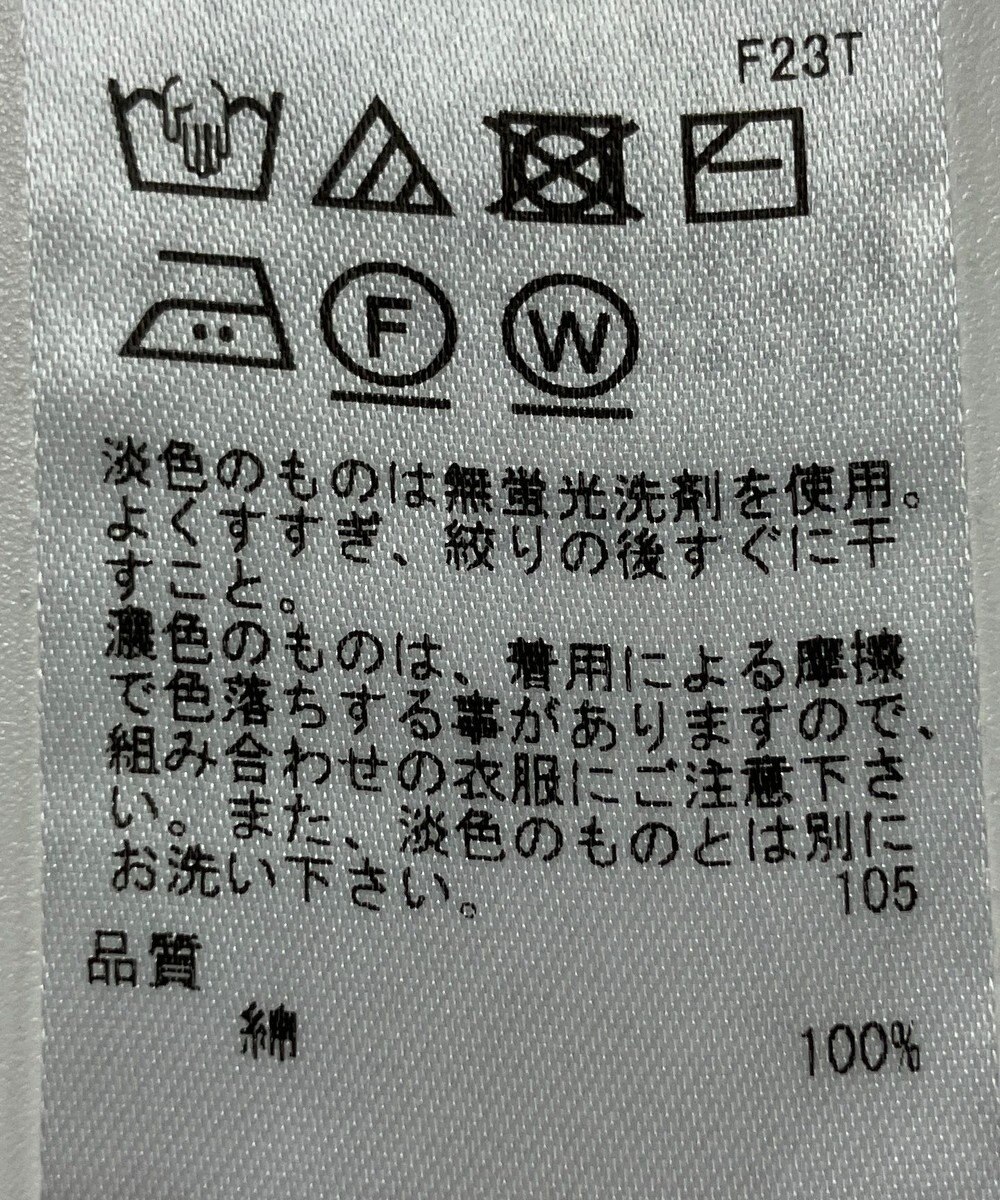 F23T
F
W
淡色のものは無蛍光洗剤を使用。
よくすすぎ、絞りの後すぐに干
すこと。
濃色のものは、着用による摩擦
で色落ちする事がありますので、
組み合わせの衣服にご注意下さ
い。また、淡色のものとは別に
お洗い下さい。 105
品質
綿 100%